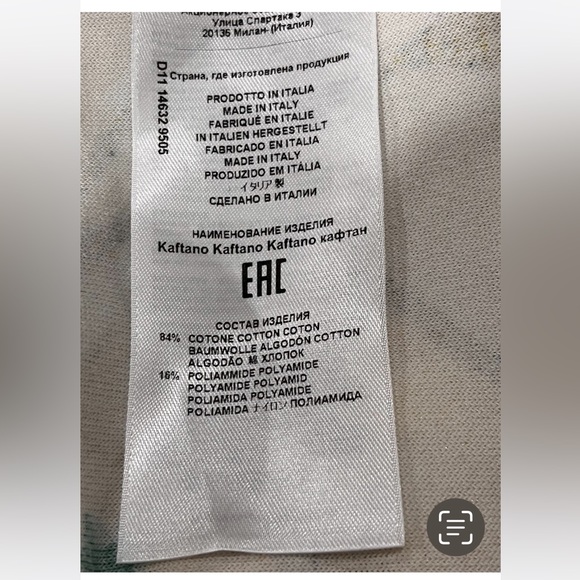 Улица Спартака 3
20135 Милан- (Италия)
Страна, где изготовлена продукция
D11 14632 9505
PRODOTTO IN ITALIA
MADE IN ITALY
FABRIQUÉ EN ITALIE
IN ITALIEN HERGESTELLT
FABRICADO EN ITALIA
MADE IN ITALY
PRODUZIDO EM ITÁLIA
イタリア製
СДЕЛАНО В ИТАЛИИ
НАИМЕНОВАНИЕ ИЗДЕЛИЯ
Kaftano Kaftano Kaftano кафтан
EAC
СОСТАВ ИЗДЕЛИЯ
84% COTONE COTTON COTON
BAUMWOLLE ALGODÓN COTTON
ALGODÃO 綿 ХЛОПОК
16% POLIAMMIDE POLYAMIDE
POLYAMIDE POLYAMID
POLIAMIDA POLYAMIDE
POLIAMIDA ナイロン ПОЛИАМИДА